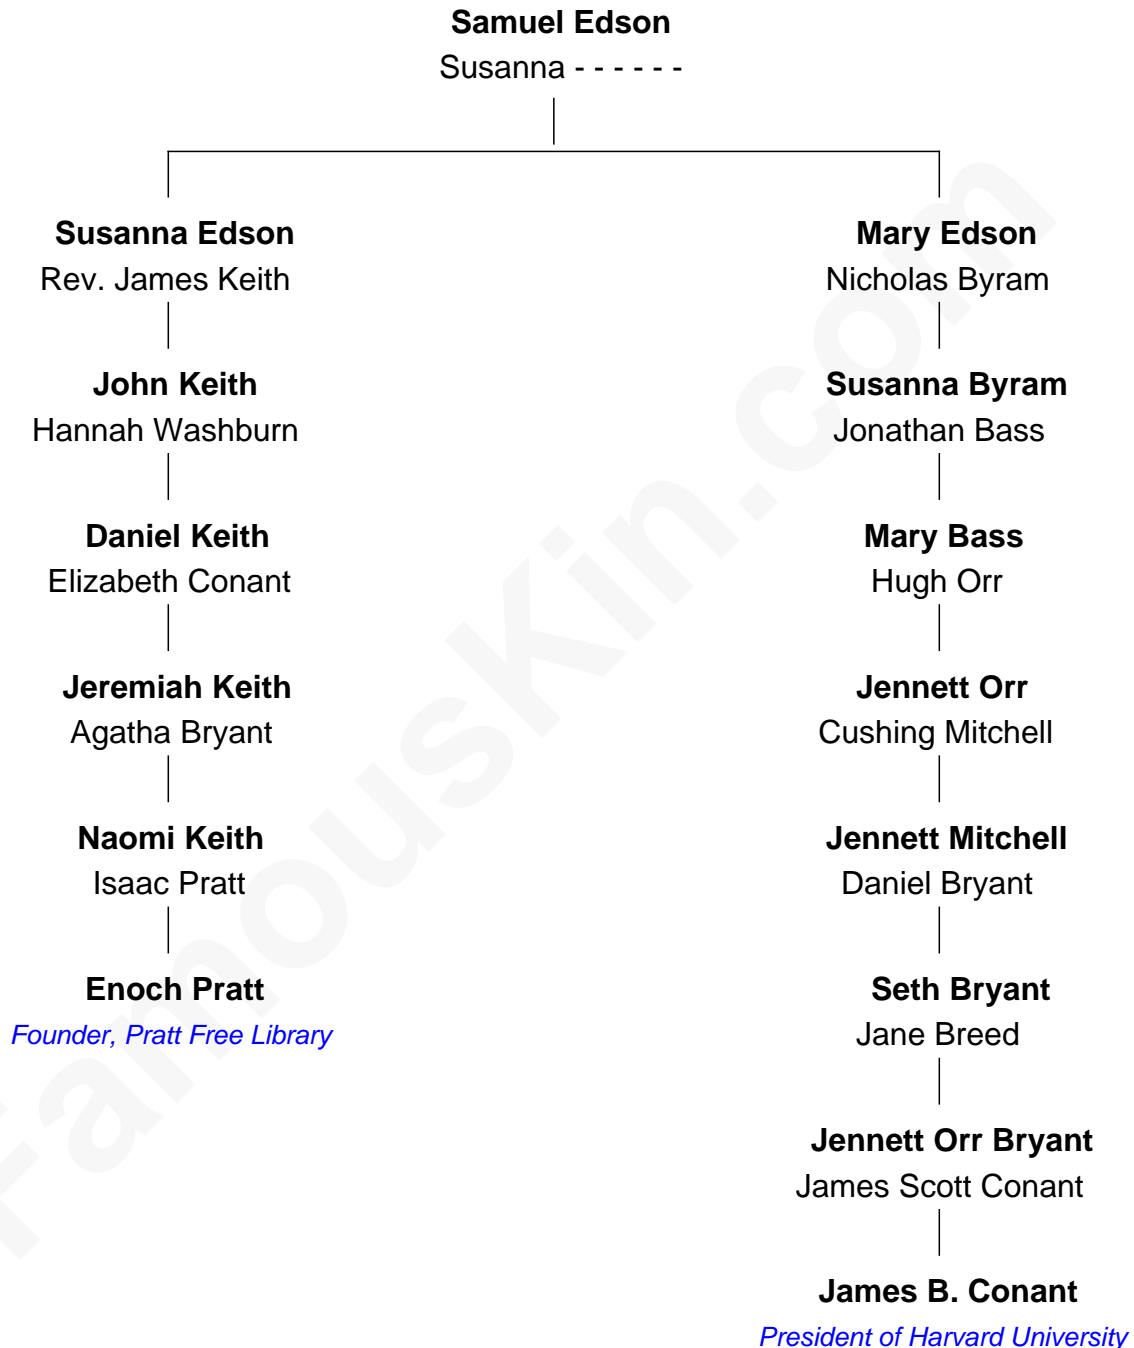 Samuel Edson
Susanna - - - - - -
Susanna Edson
Rev. James Keith
Mary Edson
Nicholas Byram
John Keith
Hannah Washburn
Susanna Byram
Jonathan Bass
Daniel Keith
Elizabeth Conant
Mary Bass
Hugh Orr
Jeremiah Keith
Agatha Bryant
Jennett Orr
Cushing Mitchell
Naomi Keith
Isaac Pratt
Jennett Mitchell
Daniel Bryant
Enoch Pratt
Founder, Pratt Free Library
Seth Bryant
Jane Breed
Jennett Orr Bryant
James Scott Conant
James B. Conant
President of Harvard University
FamousKin.com